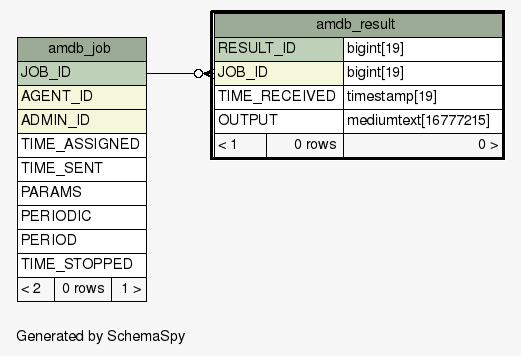 amdb_job
JOB_ID
AGENT_ID
ADMIN_ID
TIME_ASSIGNED
TIME_SENT
PARAMS
PERIODIC
PERIOD
TIME_STOPPED
< 2 0 rows 1 >
amdb_result
RESULT_ID bigint[19]
JOB_ID bigint[19]
TIME_RECEIVED timestamp[19]
OUTPUT mediumtext[16777215]
< 1 0 rows 0 >
Generated by SchemaSpy